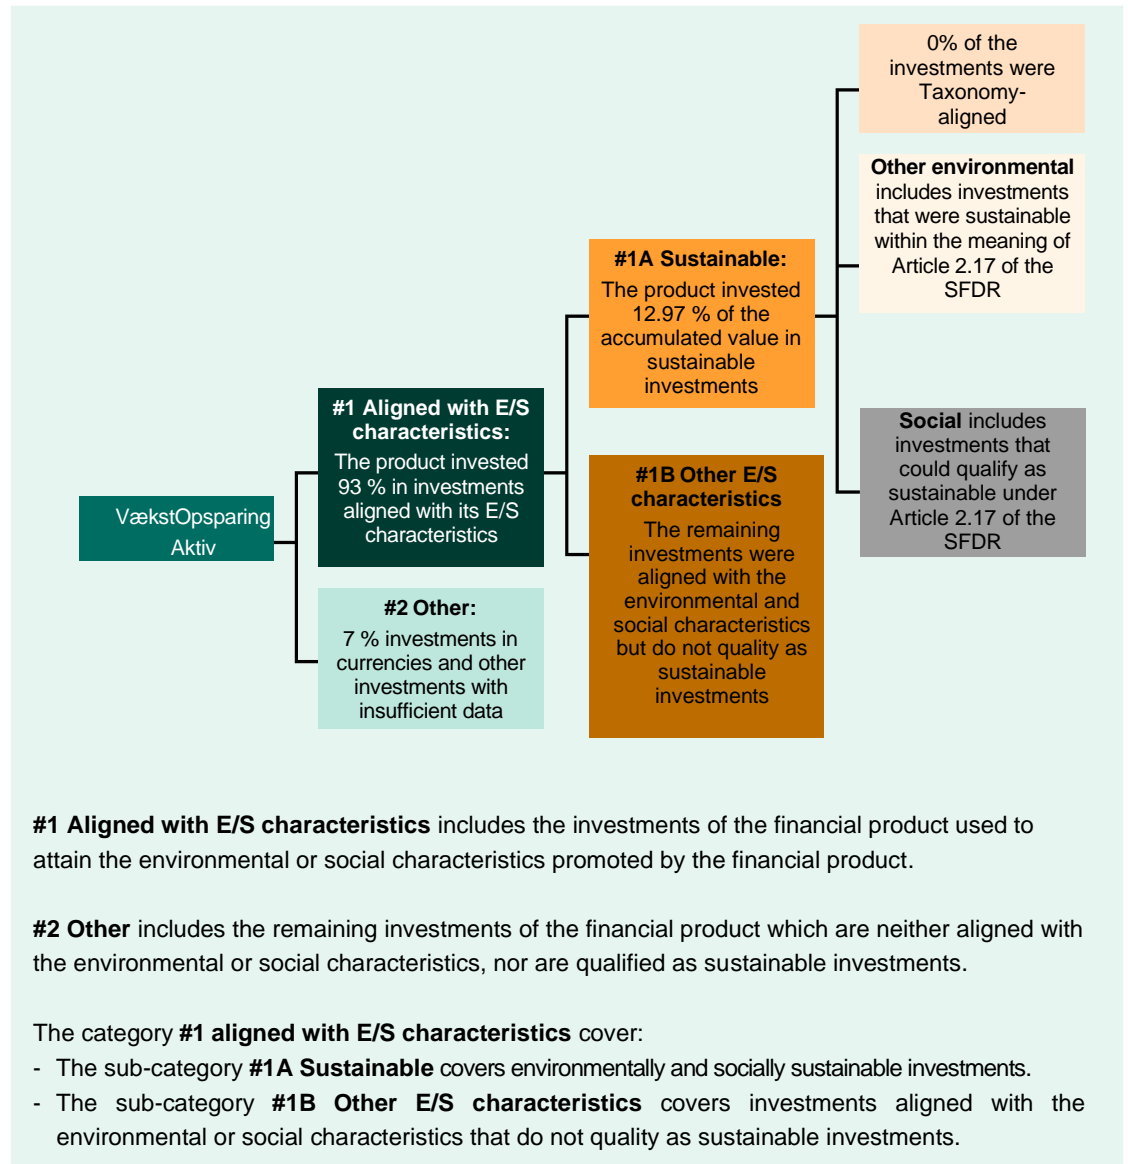 0% of the
investments were
Taxonomy-
aligned
Other environmental
includes investments
that were sustainable
within the meaning of
Article 2.17 of the
SFDR
#1A Sustainable:
The product invested
12.97 % of the
accumulated value in
sustainable
investments
#1 Aligned with E/S
characteristics:
The product invested
93 % in investments
aligned with its E/S
characteristics
Social includes
investments that
could qualify as
sustainable under
Article 2.17 of the
SFDR
#1B Other E/S
characteristics
The remaining
investments were
aligned with the
environmental and
social characteristics
but do not quality as
sustainable
investments
VækstOpsparing
Aktiv
#2 Other:
7 % investments in
currencies and other
investments with
insufficient data
#1 Aligned with E/S characteristics includes the investments of the financial product used to
attain the environmental or social characteristics promoted by the financial product.
#2 Other includes the remaining investments of the financial product which are neither aligned with
the environmental or social characteristics, nor are qualified as sustainable investments.
The category #1 aligned with E/S characteristics cover:
- The sub-category #1A Sustainable covers environmentally and socially sustainable investments.
- The sub-category #1B Other E/S characteristics covers investments aligned with the
environmental or social characteristics that do not quality as sustainable investments.